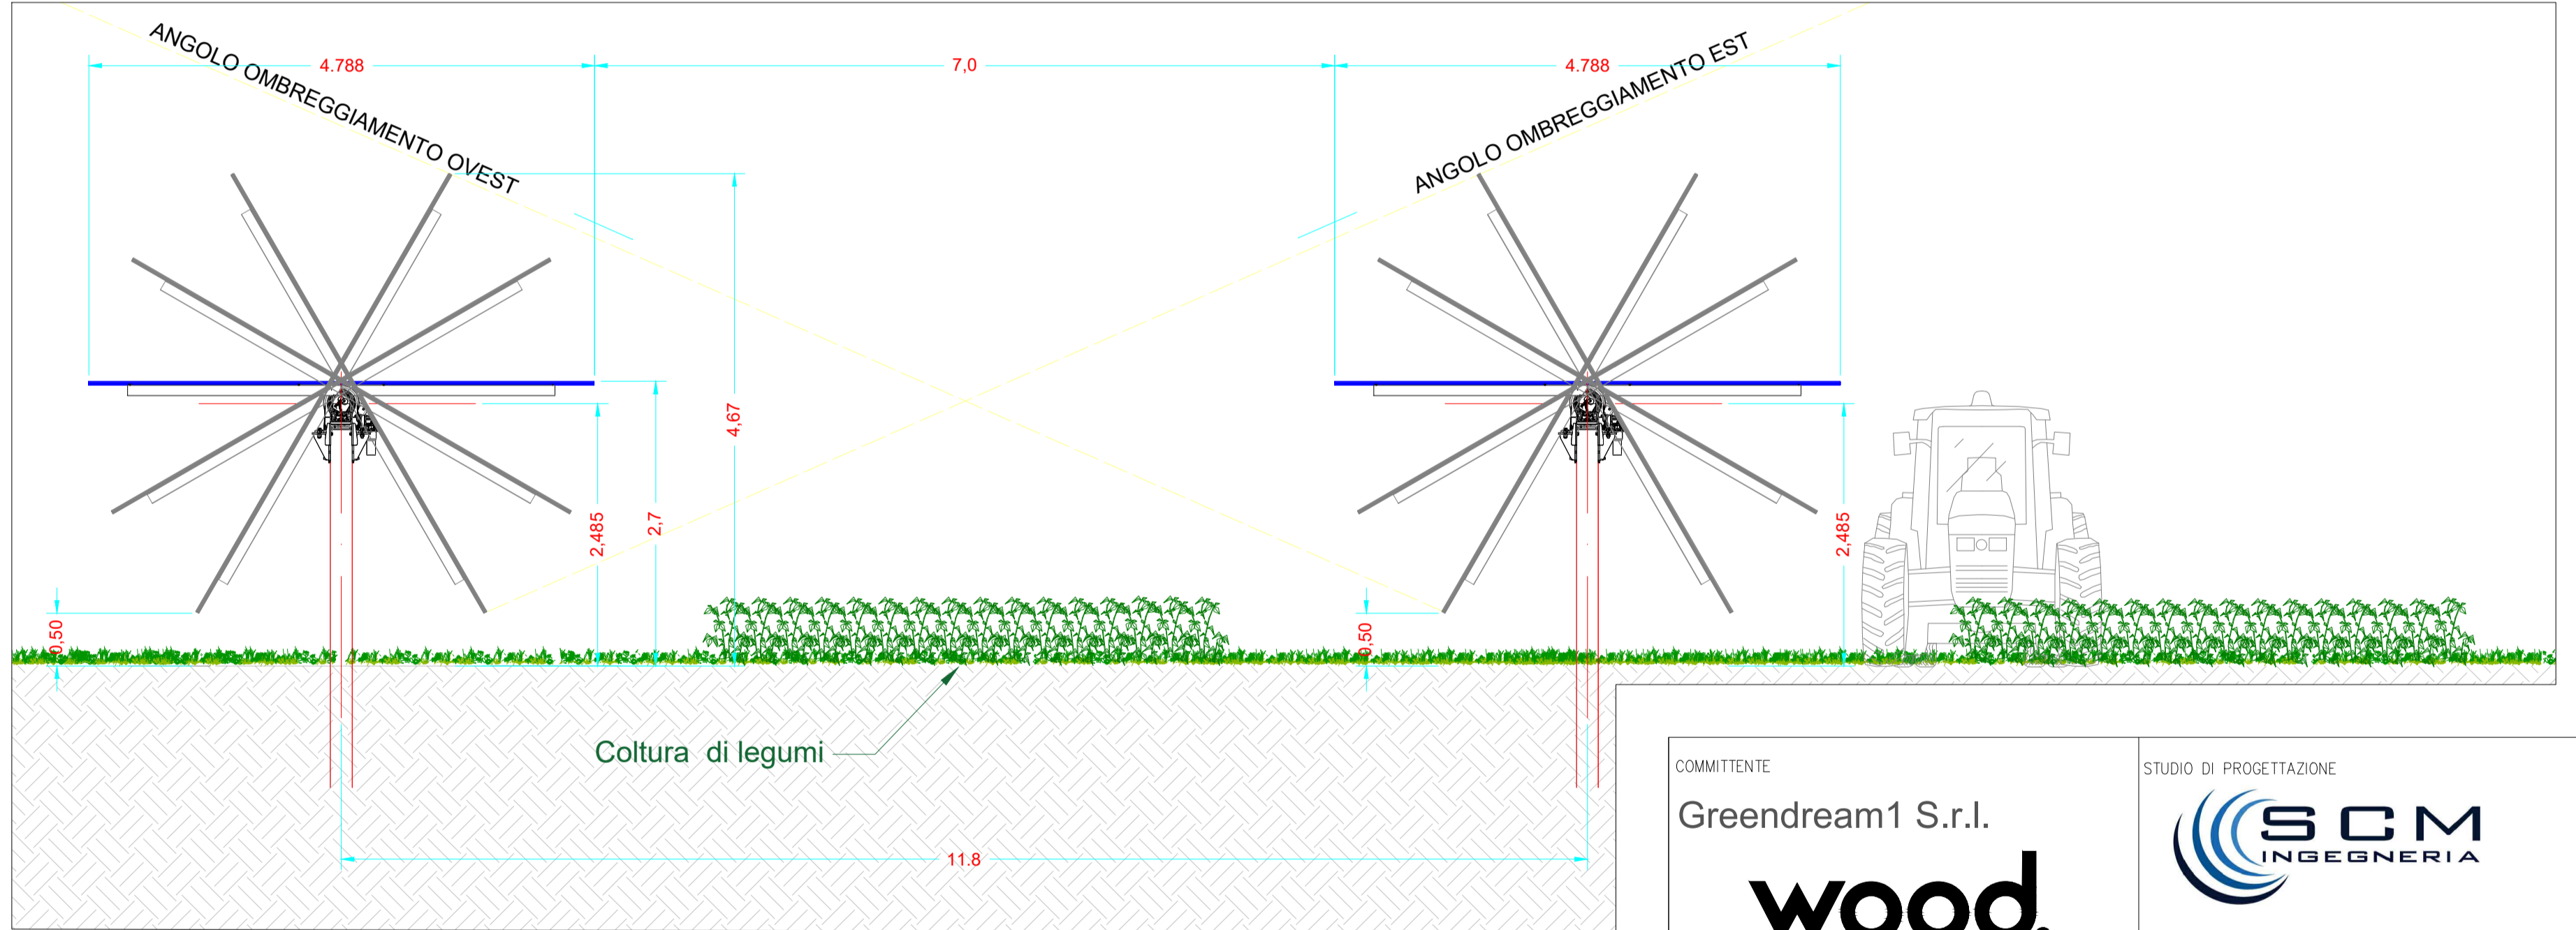 ANGOLO OMBREGGIAMENTO OVEST
4.788
7,0
4.788
ANGOLO OMBREGGIAMENTO EST
4,67
2,485
2,7
2,485
0,50
0,50
Coltura di legumi
11.8
COMMITTENTE
Greendream1 S.r.l.
wood.
STUDIO DI PROGETTAZIONE
SCM
INGEGNERIA